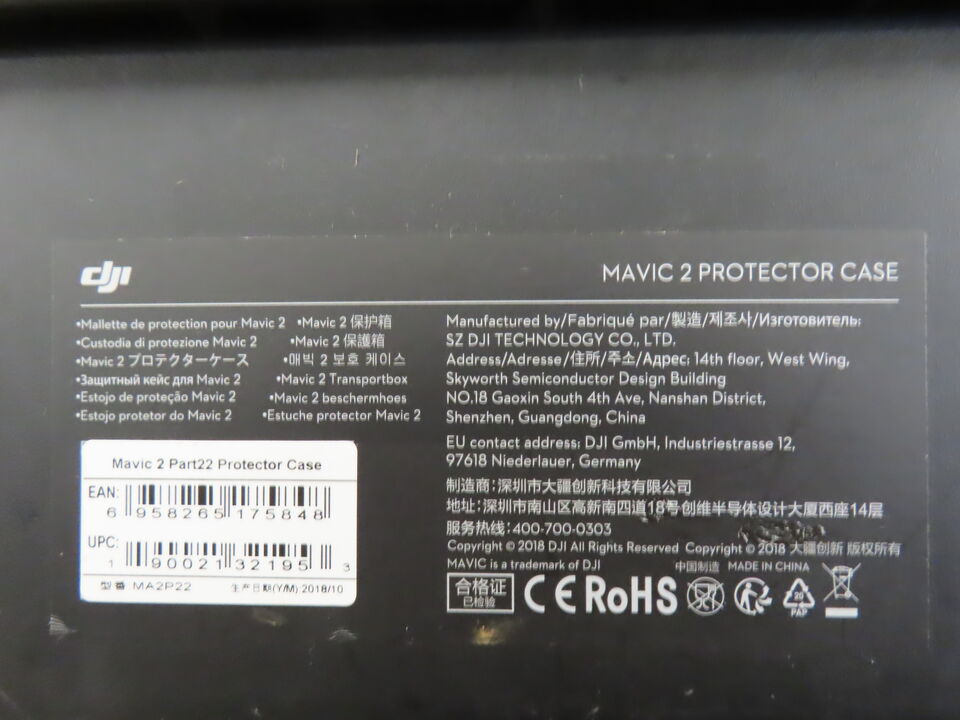 dji
MAVIC 2 PROTECTOR CASE
•Mallette de protection pour Mavic 2 •Mavic 2 保护箱
•Custodia di protezione Mavic 2 •Mavic 2 保護箱
•Mavic 2 プロテクターケース •매빅 2 보호 케이스
•Защитный кейс для Mavic 2 •Mavic 2 Transportbox
•Estojo de proteção Mavic 2 •Mavic 2 beschermhoes
•Estojo protetor do Mavic 2 •Estuche protector Mavic 2
Mavic 2 Part22 Protector Case
EAN:
6 958265 175848
UPC:
1 90021 32195 3
型番 MA2P22 生产日期(Y/M).2018/10
Manufactured by/Fabriqué par/製造/제조사/Изготовитель:
SZ DJI TECHNOLOGY CO., LTD.
Address/Adresse/住所/주소/Адрес: 14th floor, West Wing,
Skyworth Semiconductor Design Building
NO.18 Gaoxin South 4th Ave, Nanshan District,
Shenzhen, Guangdong, China
EU contact address: DJI GmbH, Industriestrasse 12,
97618 Niederlauer, Germany
制造商:深圳市大疆创新科技有限公司
地址:深圳市南山区高新南四道18号创维半导体设计大厦西座14层
服务热线:400-700-0303
Copyright © 2018 DJI All Rights Reserved Copyright © 2018 大疆创新 版权所有
MAVIC is a trademark of DJI 中国制造 MADE IN CHINA
合格证
已检验
CE RoHS
20
PAP